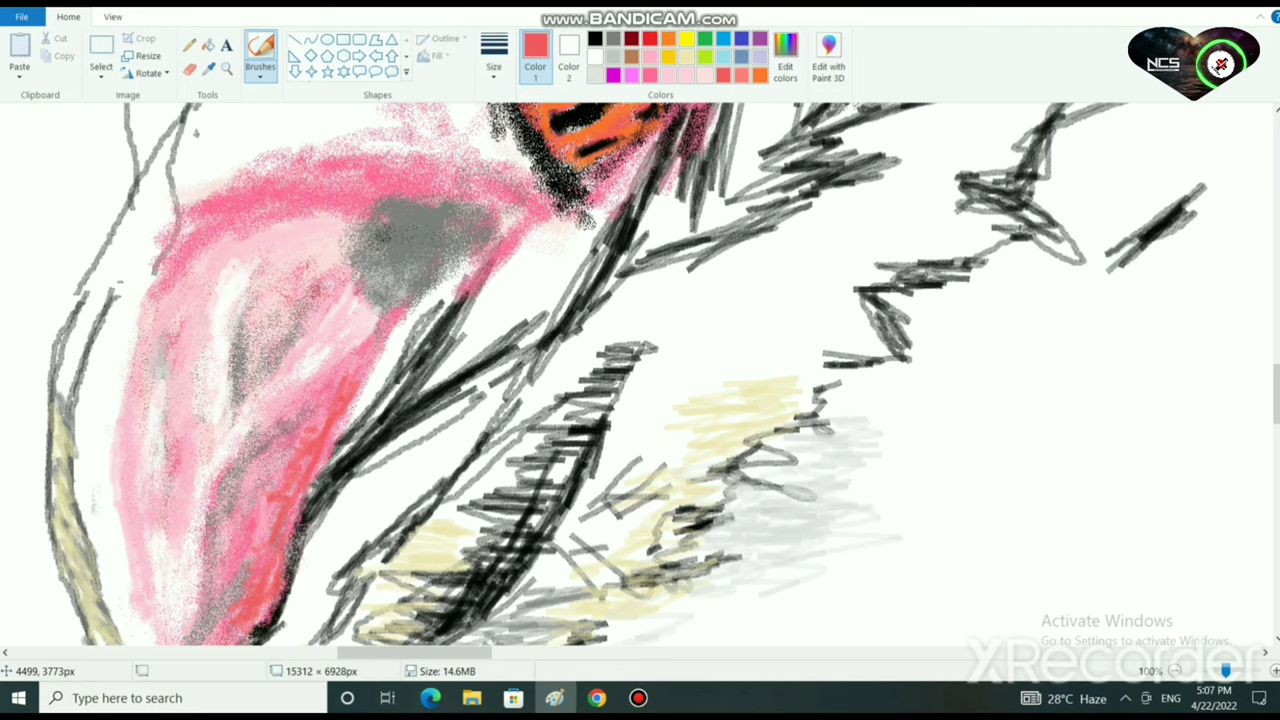 www.BANDICAM.com
File
Home
View
Paste
Cut
Copy
Clipboard
Select
Crop
Resize
Rotate
Image
Tools
Brushes
Shapes
Outline
Fill
Size
Color 1
Color 2
Edit colors
Edit with Paint 3D
Colors
NCS
Activate Windows
Go to Settings to activate Windows.
XRecorder
4499, 3773px
15312 × 6928px
Size: 14.6MB
100%
Type here to search
28°C Haze
ENG
5:07 PM
4/22/2022